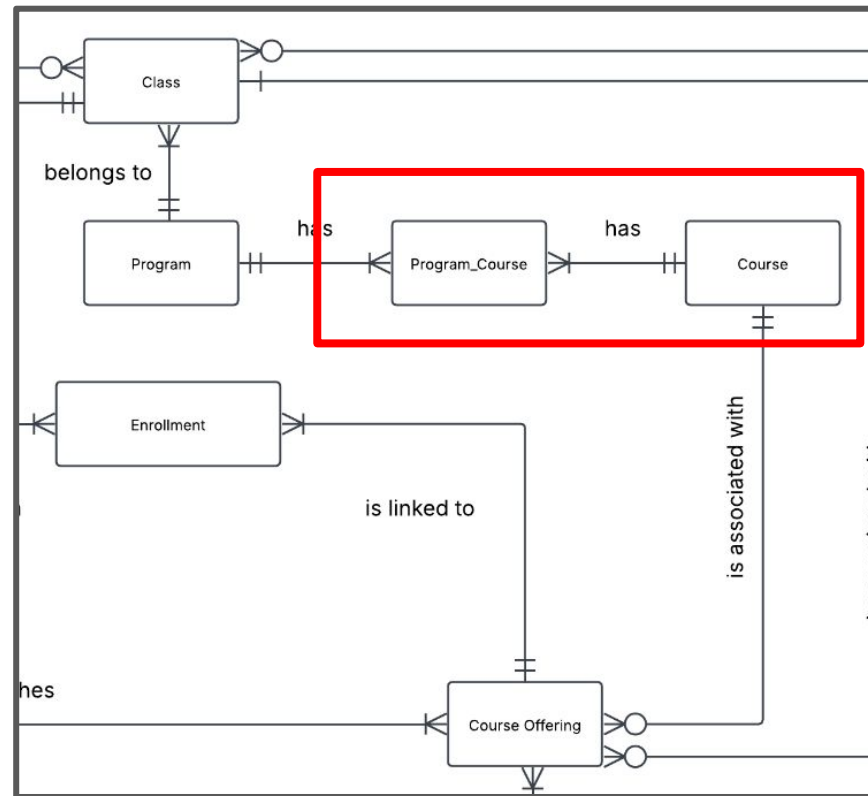 Class
belongs to
has
has
Program
Program_Course
Course
Enrollment
is linked to
is associated with
hes
Course Offering